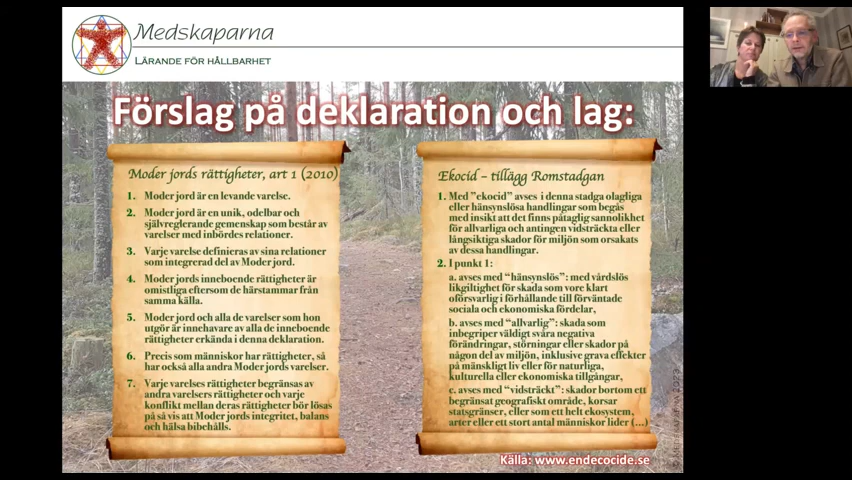 Medskaparna
LÄRANDE FÖR HÅLLBARHET
Förslag på deklaration och lag:
Moder jords rättigheter, art 1 (2010)
1. Moder jord är en levande varelse.
2. Moder jord är en unik, odelbar och
självreglerande gemenskap som består av
varelser med inbördes relationer.
3. Varje varelse definieras av sina relationer
som integrerad del av Moder jord.
4. Moder jords inneboende rättigheter är
omistliga eftersom de härstammar från
samma källa.
5. Moder jord och alla de varelser som hon
utgör är innehavare av alla de inneboende
rättigheter erkända i denna deklaration.
6. Precis som människor har rättigheter, så
har också alla andra Moder jords varelser.
7. Varje varelses rättigheter begränsas av
andra varelsers rättigheter och varje
konflikt mellan deras rättigheter bör lösas
på så vis att Moder jords integritet, balans
och hälsa bibehålls.
Ekocid – tillägg Romstadgan
1. Med ”ekocid” avses i denna stadga olagliga
eller hänsynslösa handlingar som begås
med insikt att det finns påtaglig sannolikhet
för allvarliga och antingen vidsträckta eller
långsiktiga skador för miljön som orsakats
av dessa handlingar.
2. I punkt 1:
a. avses med “hänsynslös”: med vårdslös
likgiltighet för skada som vore klart
oförsvarlig i förhållande till förväntade
sociala och ekonomiska fördelar,
b. avses med “allvarlig”: skada som
inbegriper väldigt svåra negativa
förändringar, störningar eller skador på
någon del av miljön, inklusive grava effekter
på mänskligt liv eller för naturliga,
kulturella eller ekonomiska tillgångar,
c. avses med “vidsträckt”: skador bortom ett
begränsat geografiskt område, korsar
statsgränser, eller som ett helt ekosystem,
arter eller ett stort antal människor lider (...)
Källa: www.endecocide.se